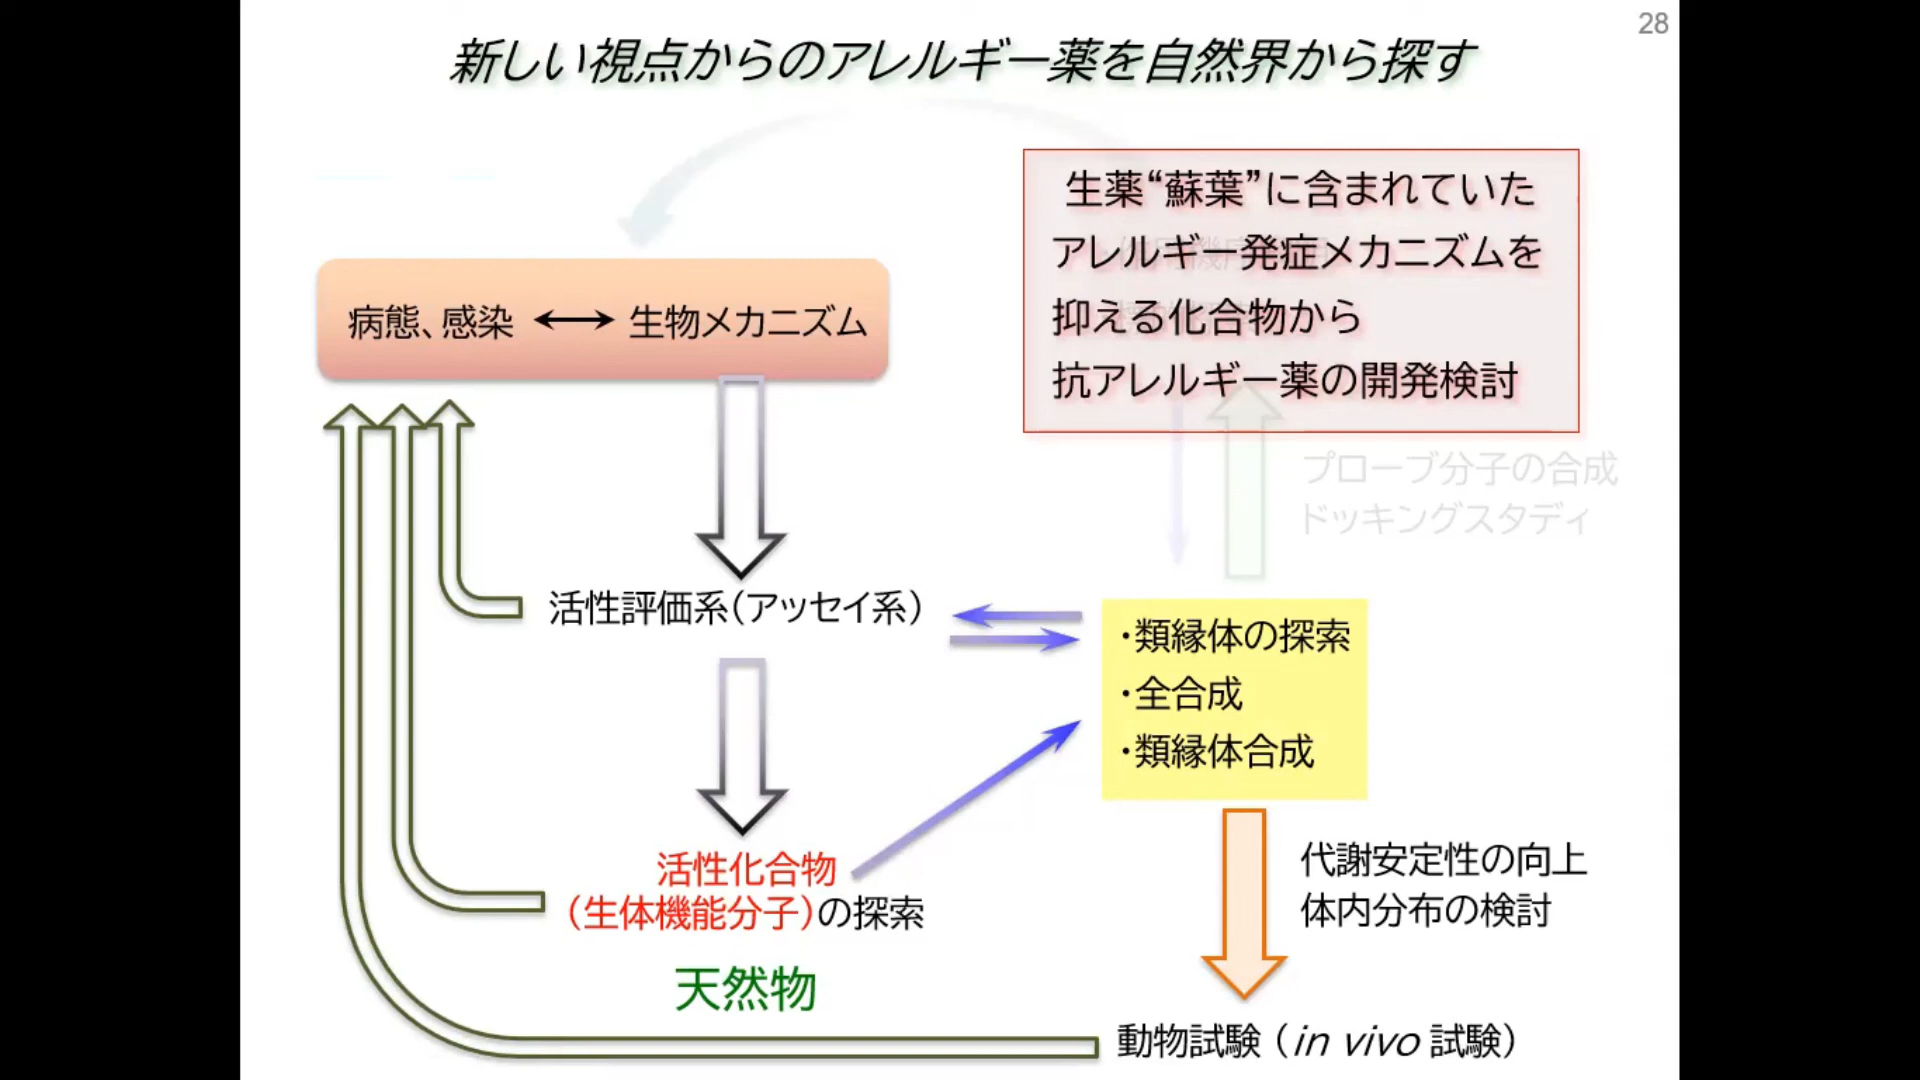 28
新しい視点からのアレルギー薬を自然界から探す
生薬“蘇葉”に含まれていた
アレルギー発症メカニズムを
抑える化合物から
抗アレルギー薬の開発検討
病態、感染 ⟷ 生物メカニズム
プローブ分子の合成
ドッキングスタディ
活性評価系（アッセイ系）
・類縁体の探索
・全合成
・類縁体合成
活性化合物
（生体機能分子）の探索
代謝安定性の向上
体内分布の検討
天然物
動物試験（in vivo 試験）